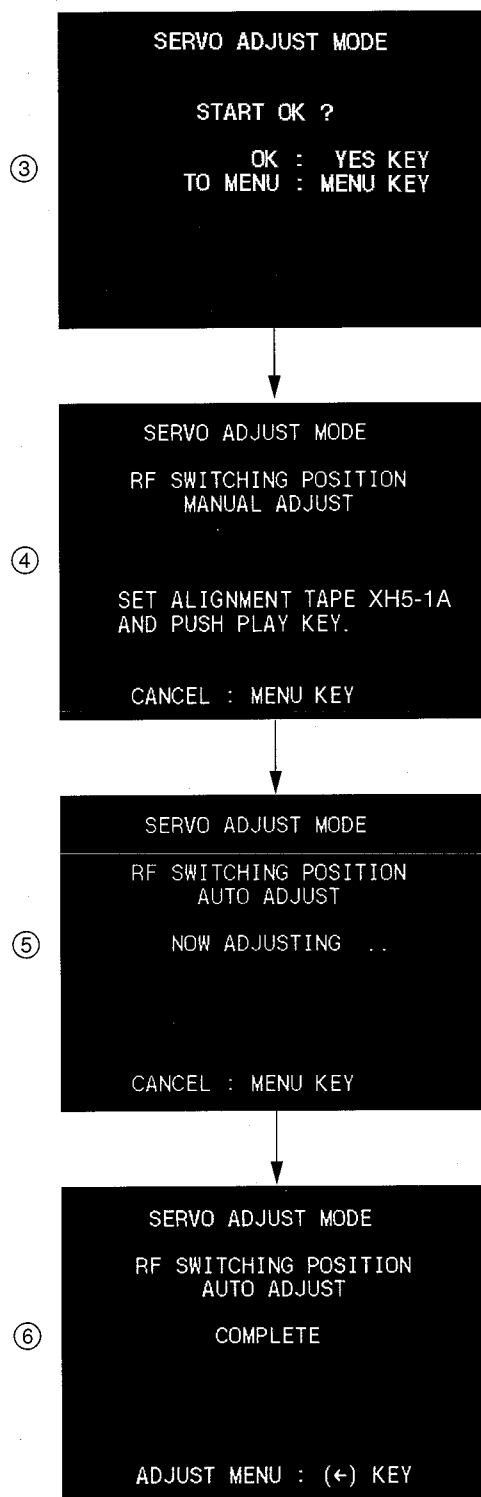 SERVO ADJUST MODE
START OK ?
③
OK : YES KEY
TO MENU : MENU KEY
SERVO ADJUST MODE
RF SWITCHING POSITION
MANUAL ADJUST
④
SET ALIGNMENT TAPE XH5-1A
AND PUSH PLAY KEY.
CANCEL : MENU KEY
SERVO ADJUST MODE
RF SWITCHING POSITION
AUTO ADJUST
⑤
NOW ADJUSTING ..
CANCEL : MENU KEY
SERVO ADJUST MODE
RF SWITCHING POSITION
AUTO ADJUST
⑥
COMPLETE
ADJUST MENU : (←) KEY